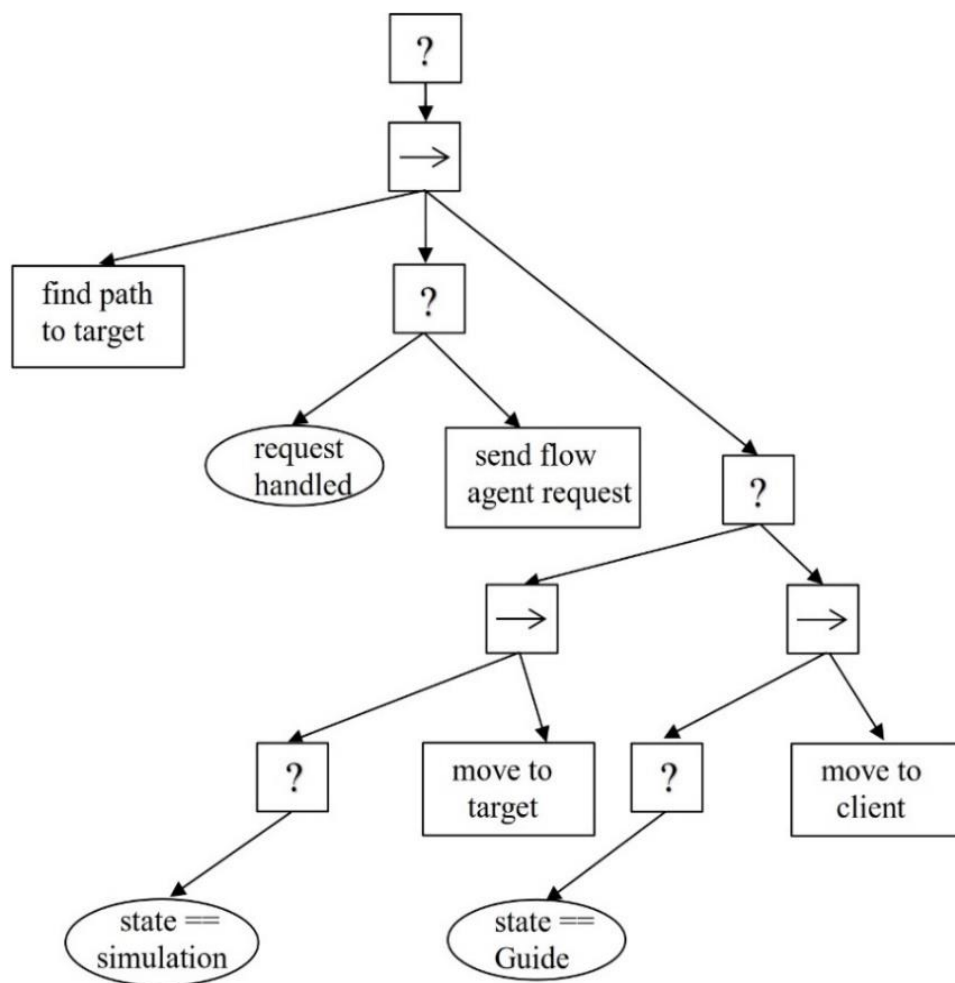 ?
→
find path
to target
?
request
handled
send flow
agent request
?
→
→
?
move to
target
?
move to
client
state ==
simulation
state ==
Guide